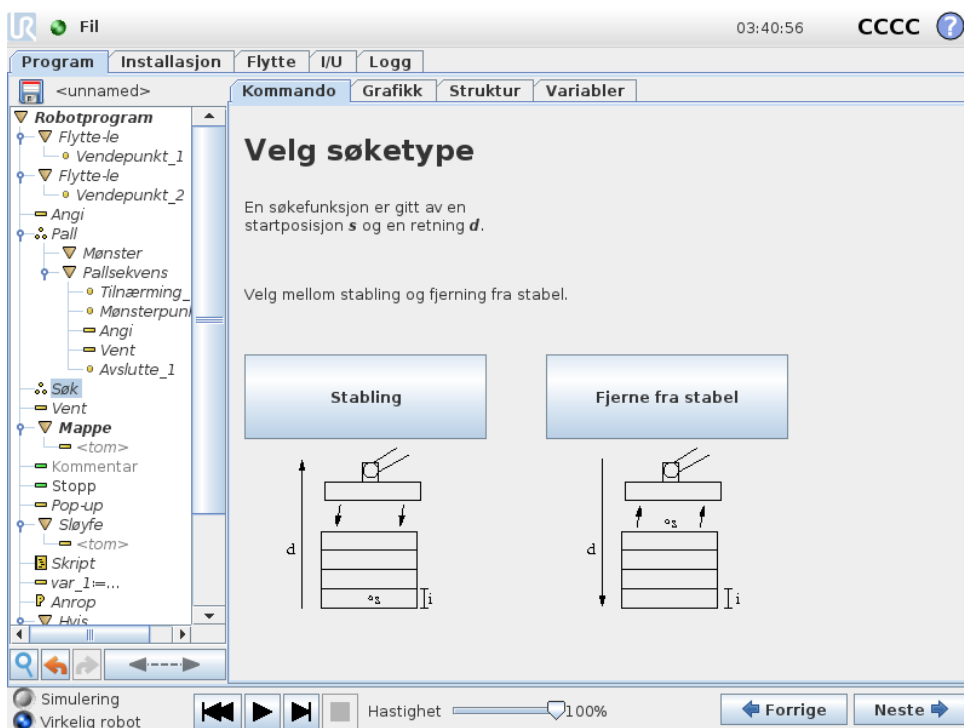 UR Fil 03:40:56 CCCC ?
Program Installasjon Flytte I/U Logg
<unnamed>
Kommando Grafikk Struktur Variabler
Robotprogram
Flytte-le
Vendepunkt_1
Flytte-le
Vendepunkt_2
Angi
Pall
Mønster
Pallsekvens
Tilnærming_
Mønsterpun
Angi
Vent
Avslutte_1
Søk
Vent
Mappe
<tom>
Kommentar
Stopp
Pop-up
Sløyfe
<tom>
Skript
var_1:=...
P Anrop
Hvis
Velg søketype
En søkefunksjon er gitt av en
startposisjon s og en retning d.
Velg mellom stabling og fjerning fra stabel.
Stabling Fjerne fra stabel
d s i
d s i
Simulering
Virkelig robot
Hastighet 100%
Forrige Neste